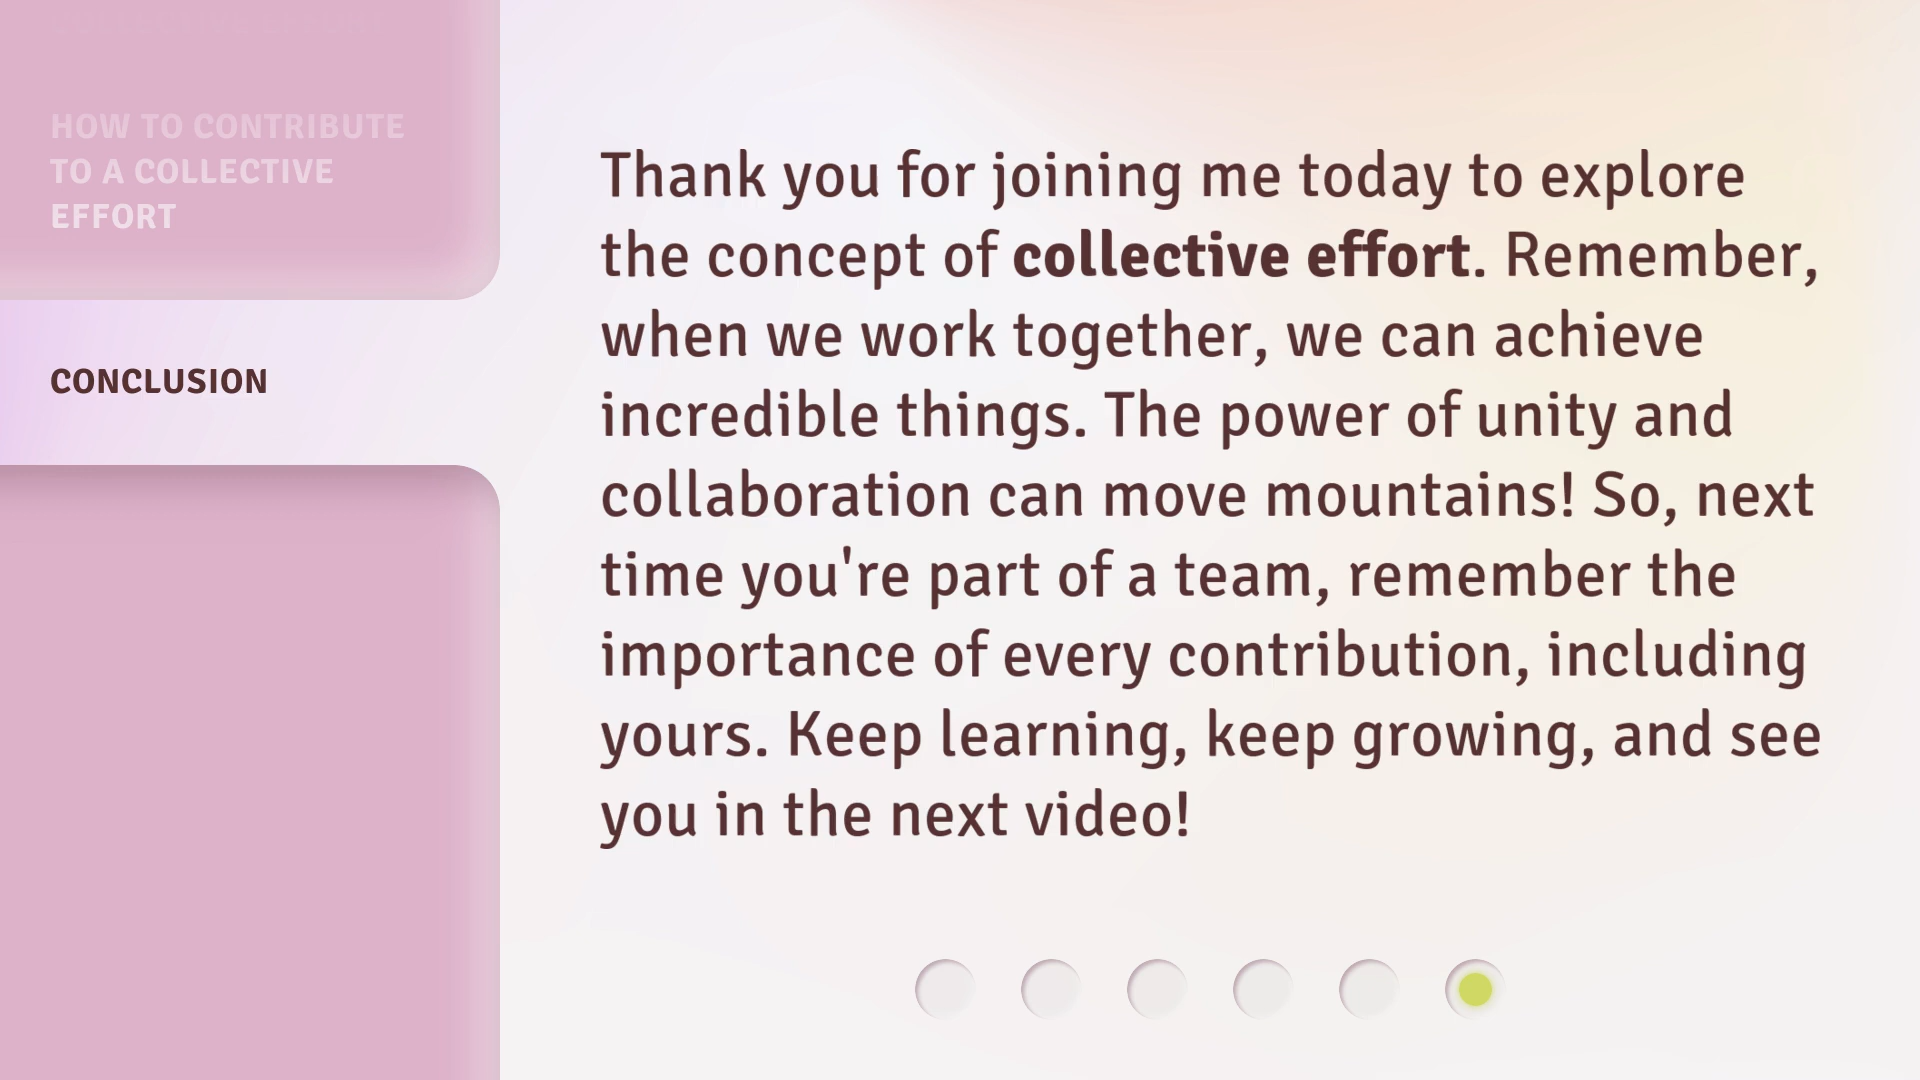 HOW TO CONTRIBUTE
TO A COLLECTIVE
EFFORT
CONCLUSION
Thank you for joining me today to explore
the concept of collective effort. Remember,
when we work together, we can achieve
incredible things. The power of unity and
collaboration can move mountains! So, next
time you're part of a team, remember the
importance of every contribution, including
yours. Keep learning, keep growing, and see
you in the next video!